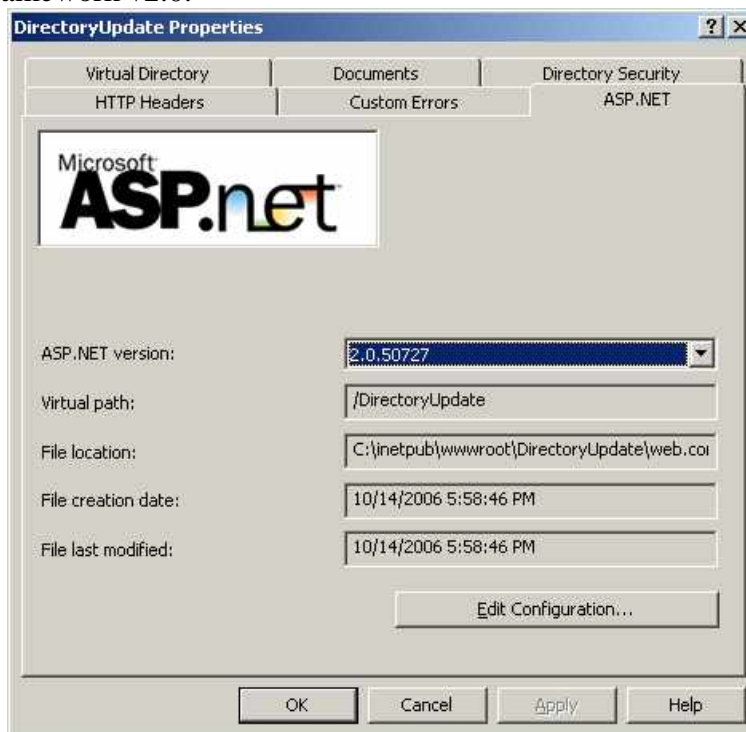 DirectoryUpdate Properties
Virtual Directory Documents Directory Security
HTTP Headers Custom Errors ASP.NET
Microsoft
ASP.net
ASP.NET version: 2.0.50727
Virtual path: /DirectoryUpdate
File location: C:\inetpub\wwwroot\DirectoryUpdate\web.co
File creation date: 10/14/2006 5:58:46 PM
File last modified: 10/14/2006 5:58:46 PM
Edit Configuration...
OK Cancel Apply Help